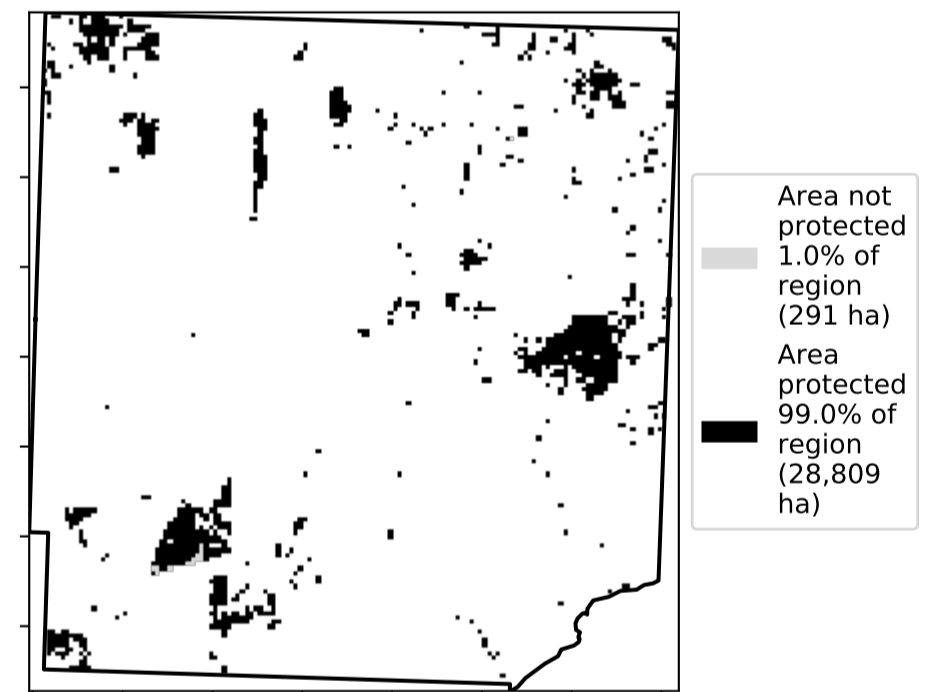 Area not
protected
1.0% of
region
(291 ha)
Area
protected
99.0% of
region
(28,809
ha)